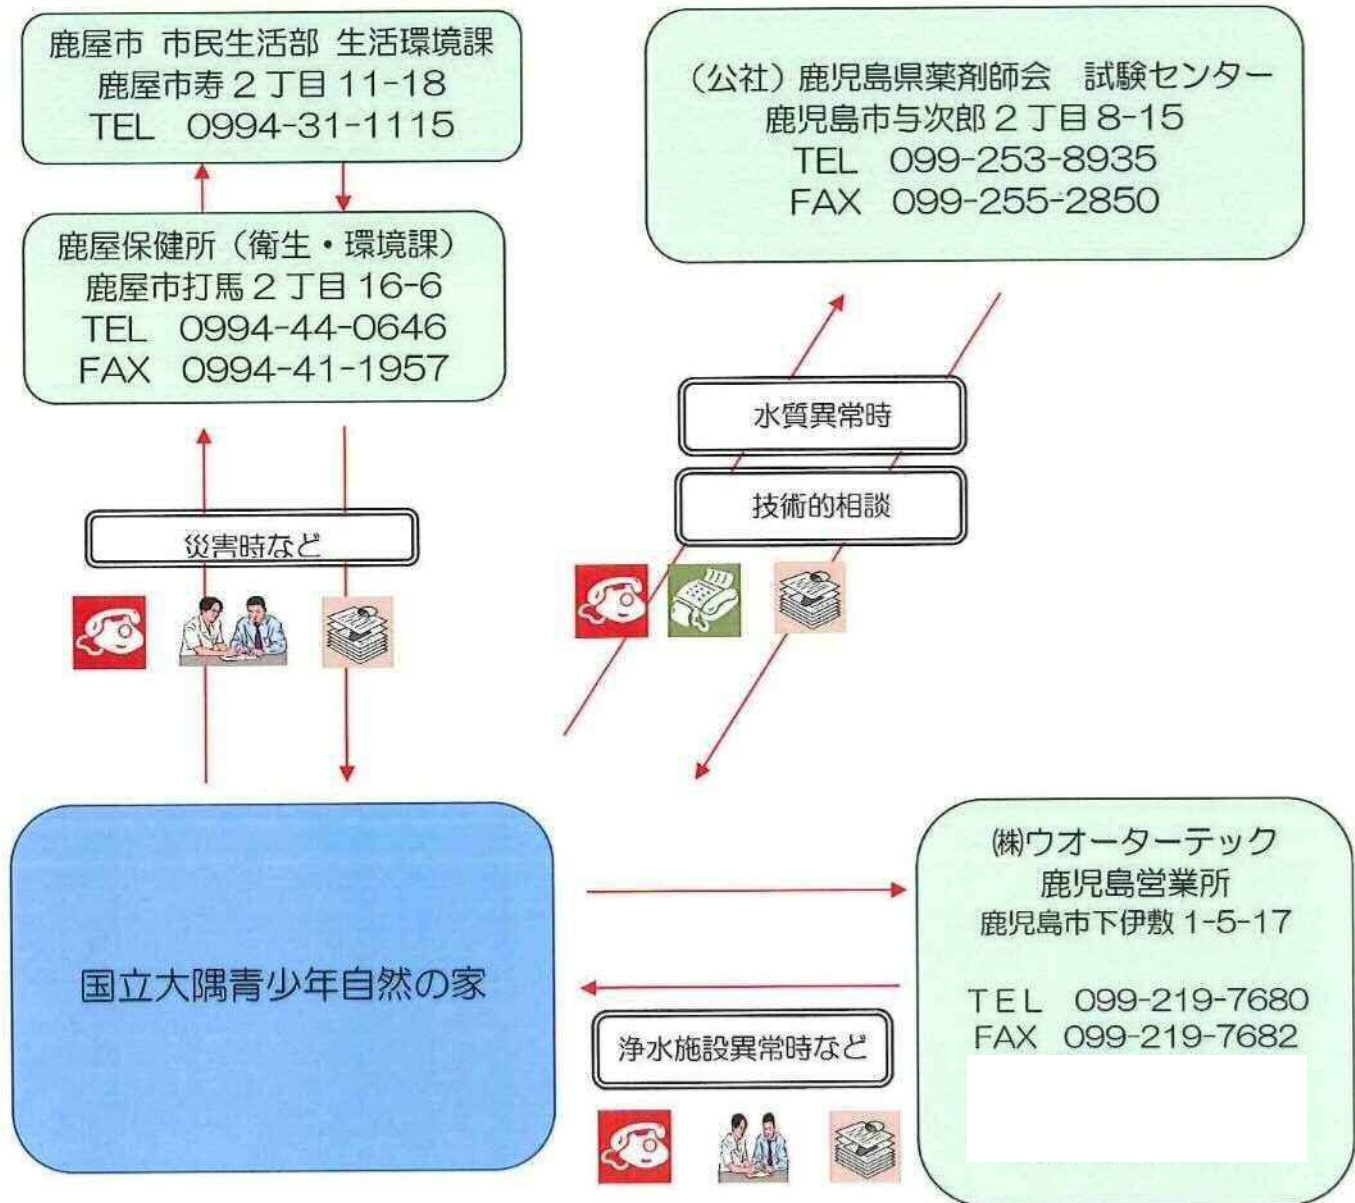 鹿屋市 市民生活部 生活環境課
鹿屋市寿2丁目11-18
TEL 0994-31-1115
鹿屋保健所（衛生・環境課）
鹿屋市打馬2丁目16-6
TEL 0994-44-0646
FAX 0994-41-1957
（公社）鹿児島県薬剤師会 試験センター
鹿児島市与次郎2丁目8-15
TEL 099-253-8935
FAX 099-255-2850
水質異常時
技術的相談
災害時など
国立大隅青少年自然の家
㈱ウオーターテック
鹿児島営業所
鹿児島市下伊敷1-5-17
TEL 099-219-7680
FAX 099-219-7682
浄水施設異常時など